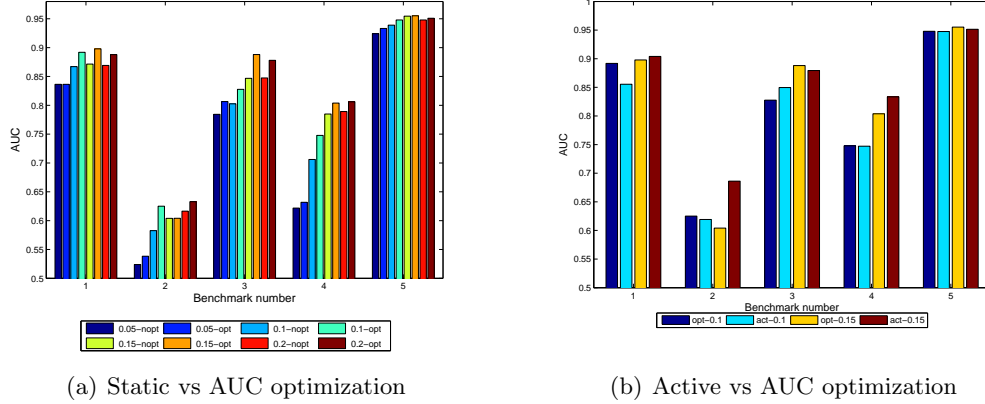 0.95
0.9
0.85
0.8
0.75
0.7
0.65
0.6
0.55
0.5
AUC
1 2 3 4 5
Benchmark number
0.05−nopt 0.05−opt 0.1−nopt 0.1−opt
0.15−nopt 0.15−opt 0.2−nopt 0.2−opt
(a) Static vs AUC optimization
1
0.95
0.9
0.85
0.8
0.75
0.7
0.65
0.6
0.55
0.5
AUC
1 2 3 4 5
Benchmark number
opt−0.1 act−0.1 opt−0.15 act−0.15
(b) Active vs AUC optimization